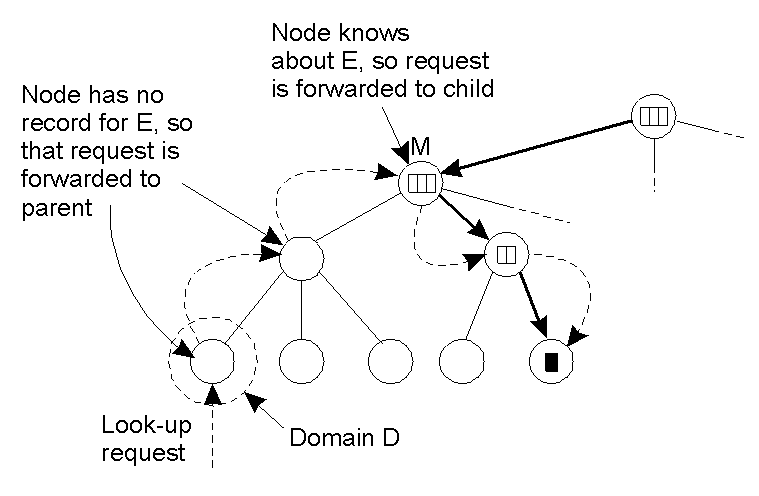 Node knows
about E, so request
is forwarded to child
Node has no
record for E, so
that request is
forwarded to
parent
M
Look-up
request
Domain D